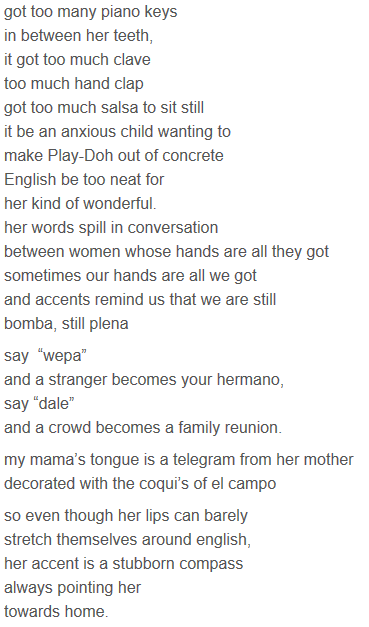 got too many piano keys
in between her teeth,
it got too much clave
too much hand clap
got too much salsa to sit still
it be an anxious child wanting to
make Play-Doh out of concrete
English be too neat for
her kind of wonderful.
her words spill in conversation
between women whose hands are all they got
sometimes our hands are all we got
and accents remind us that we are still
bomba, still plena
say  “wepa”
and a stranger becomes your hermano,
say “dale”
and a crowd becomes a family reunion.
my mama’s tongue is a telegram from her mother
decorated with the coqui’s of el campo
so even though her lips can barely
stretch themselves around english,
her accent is a stubborn compass
always pointing her
towards home.